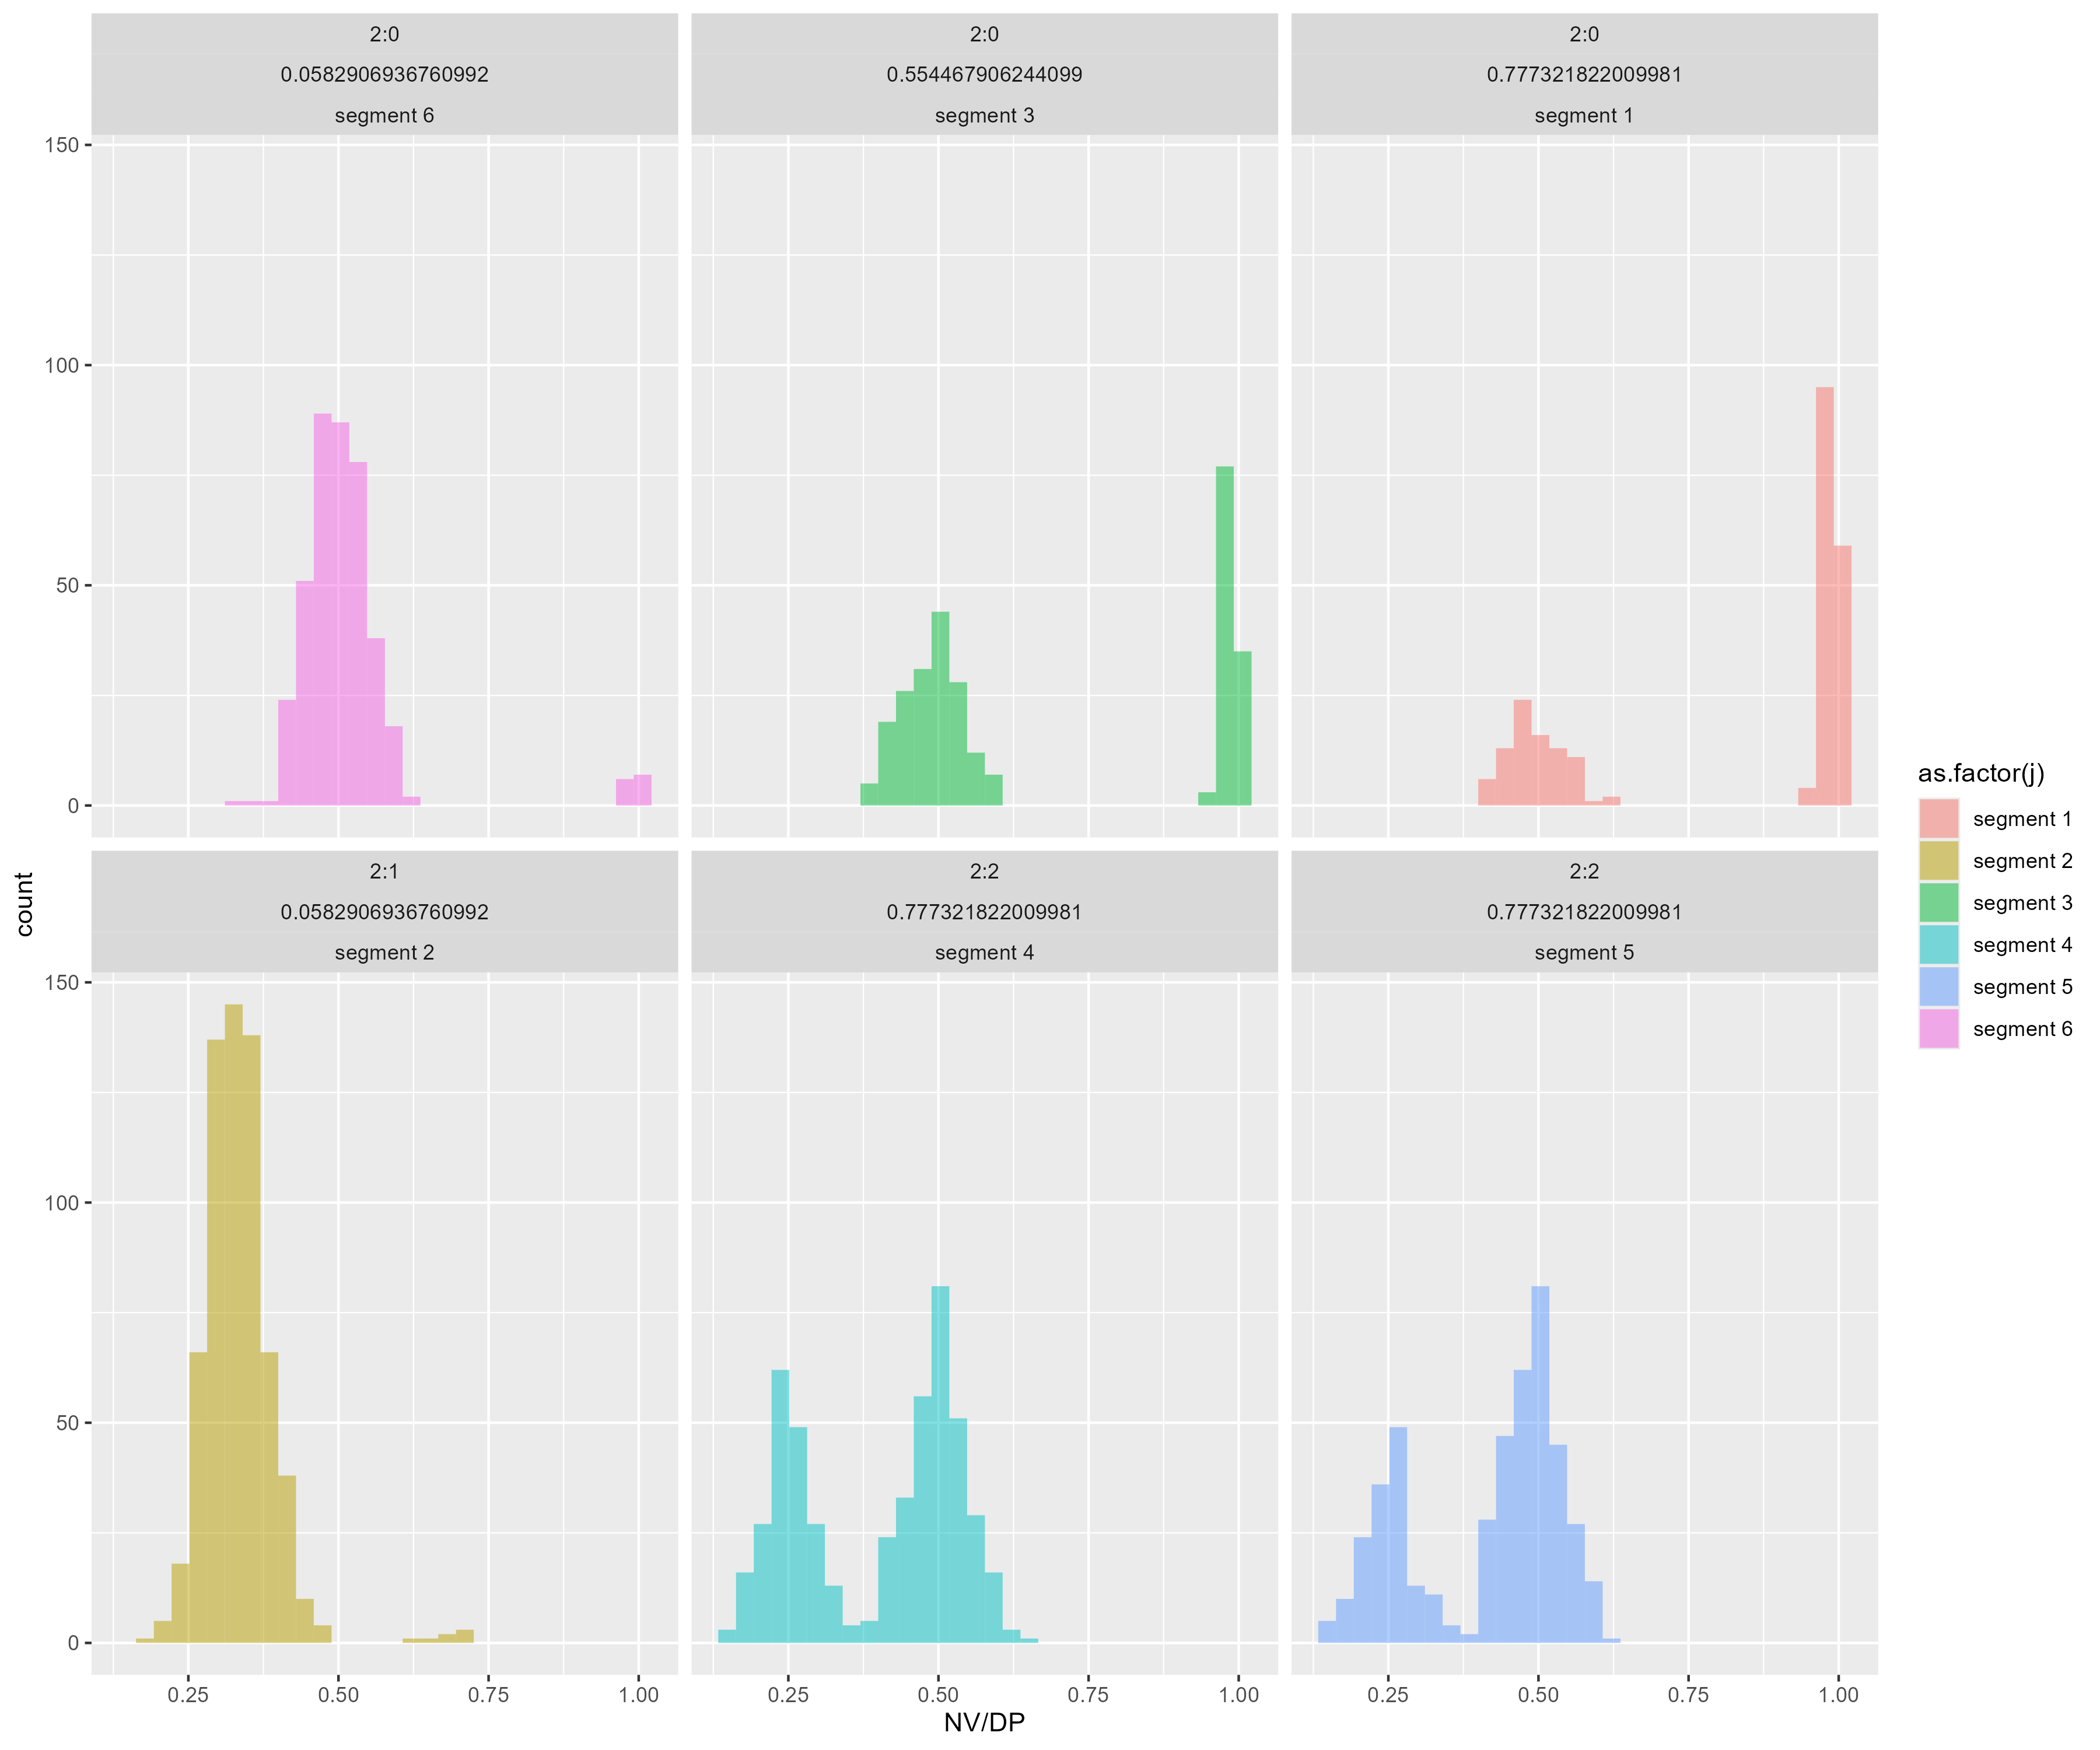 2:0
0.0582906936760992
segment 6
2:0
0.554467906244099
segment 3
2:0
0.777321822009981
segment 1
150
100
50
0
2:1
0.0582906936760992
segment 2
2:2
0.777321822009981
segment 4
2:2
0.777321822009981
segment 5
150
100
50
0
0.25 0.50 0.75 1.00
0.25 0.50 0.75 1.00
0.25 0.50 0.75 1.00
NV/DP
count
as.factor(j)
segment 1
segment 2
segment 3
segment 4
segment 5
segment 6